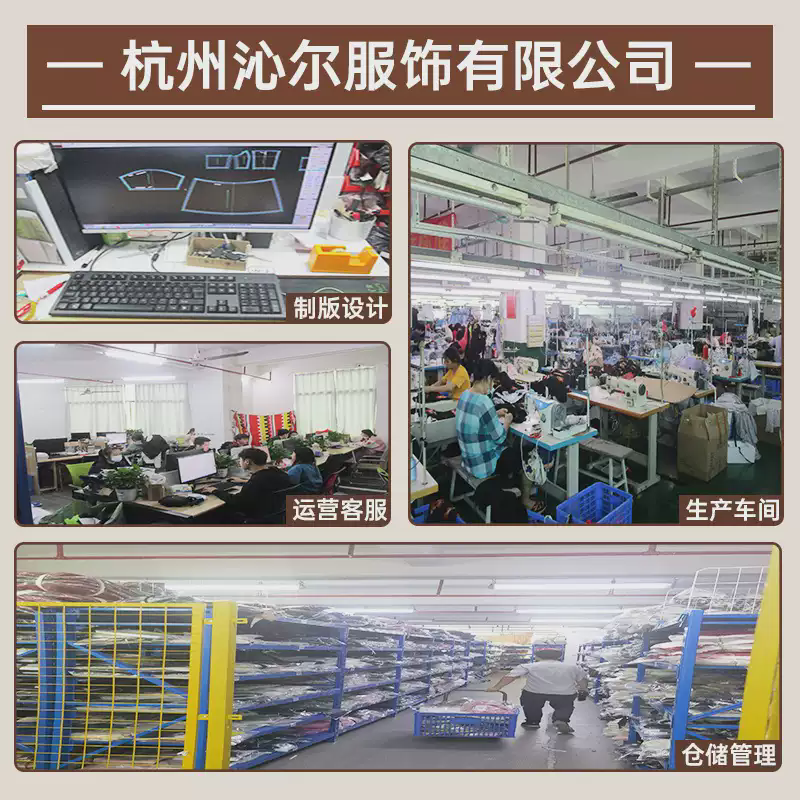 杭州沁尔服饰有限公司
制版设计
运营客服
生产车间
仓储管理